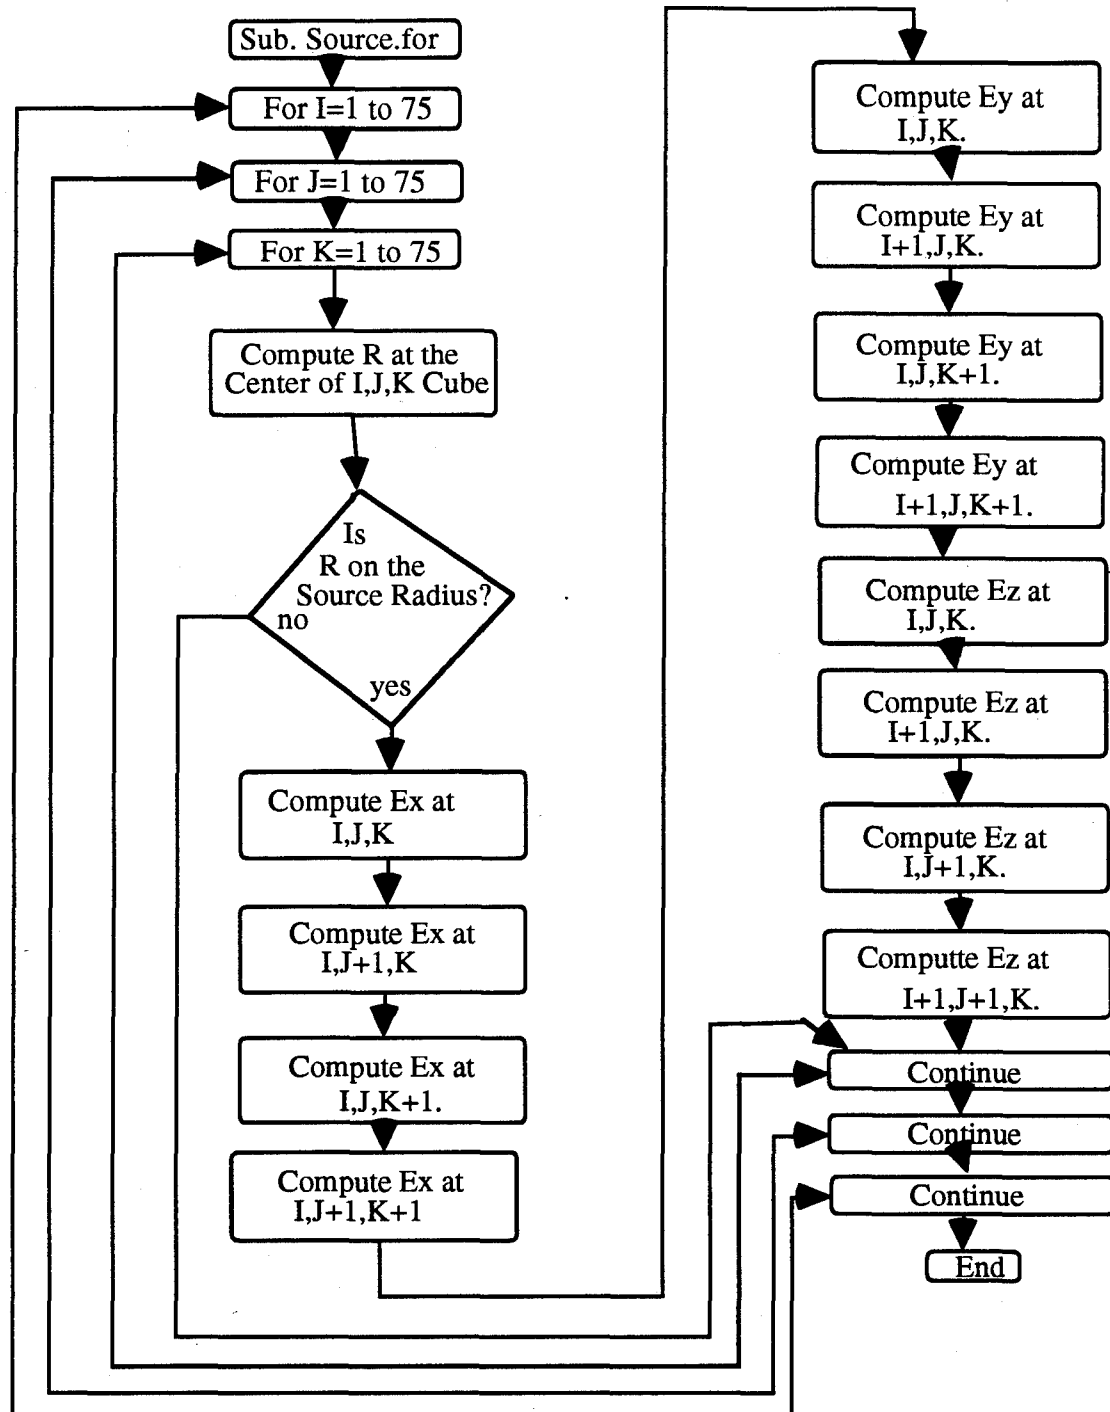 Sub. Source.for
For I=1 to 75
For J=1 to 75
For K=1 to 75
Compute R at the
Center of I,J,K Cube
Is
R on the
Source Radius?
no
yes
Compute Ex at
I,J,K
Compute Ex at
I,J+1,K
Compute Ex at
I,J,K+1.
Compute Ex at
I,J+1,K+1
Compute Ey at
I,J,K.
Compute Ey at
I+1,J,K.
Compute Ey at
I,J,K+1.
Compute Ey at
I+1,J,K+1.
Compute Ez at
I,J,K.
Compute Ez at
I+1,J,K.
Compute Ez at
I,J+1,K.
Computte Ez at
I+1,J+1,K.
Continue
Continue
Continue
End